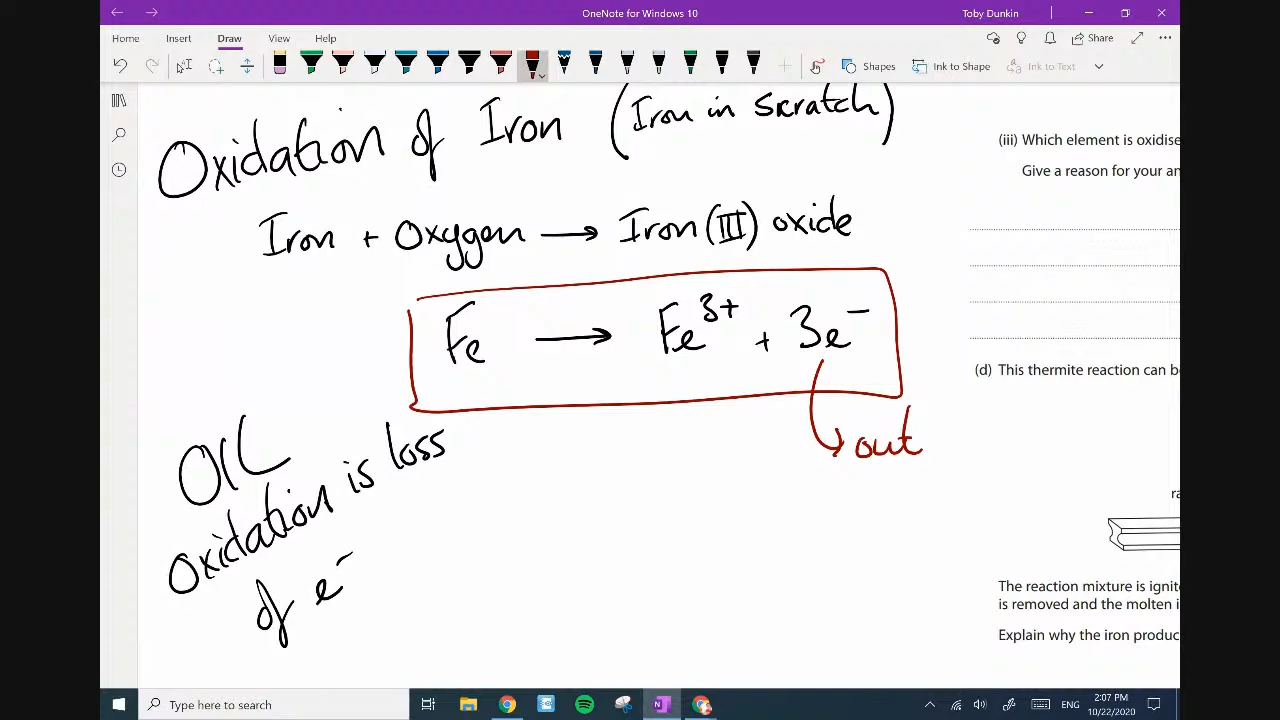 OneNote for Windows 10
Toby Dunkin
Home Insert Draw View Help
Share
Shapes Ink to Shape Ink to Text
Oxidation of Iron (Iron in Scratch)
Iron + Oxygen → Iron (III) oxide
Fe → Fe³⁺ + 3e⁻
out
OIL
Oxidation is loss
of e⁻
(iii) Which element is oxidise
Give a reason for your an
(d) This thermite reaction can be
ra
The reaction mixture is ignite
is removed and the molten i
Explain why the iron produc
Type here to search
ENG
2:07 PM
10/22/2020